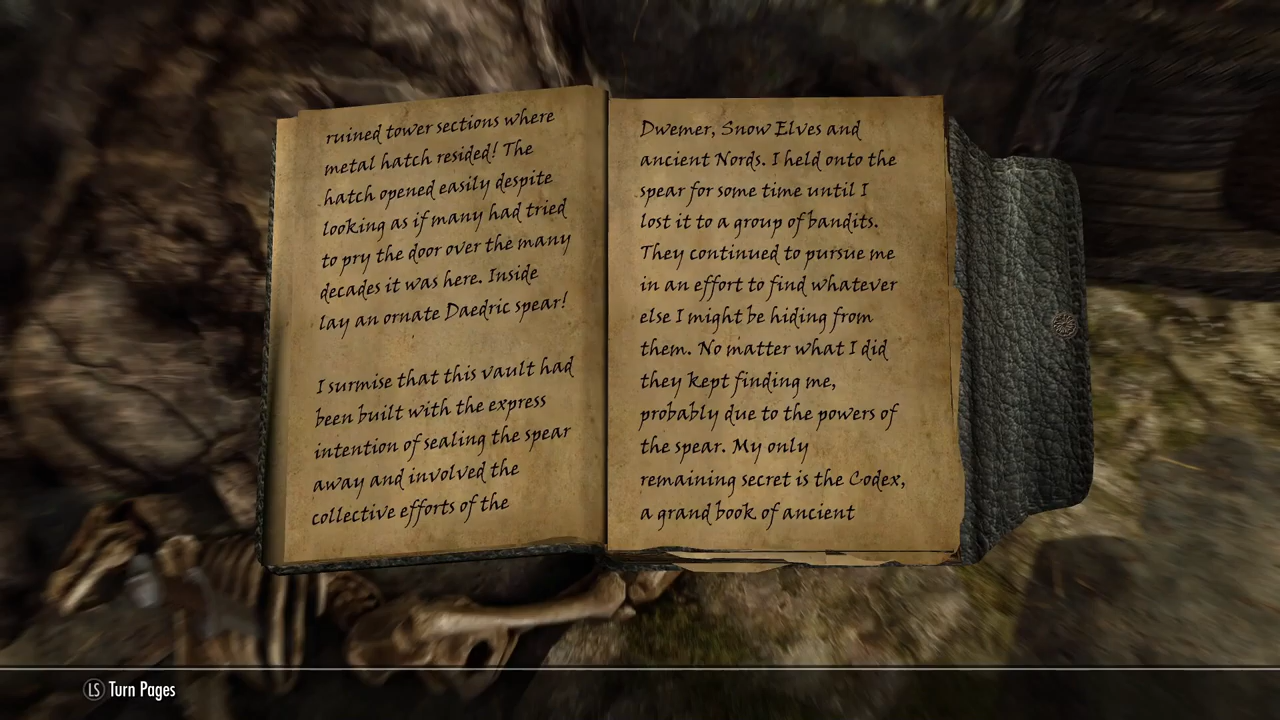 ruined tower sections where
metal hatch resided! The
hatch opened easily despite
looking as if many had tried
to pry the door over the many
decades it was here. Inside
lay an ornate Daedric spear!
I surmise that this vault had
been built with the express
intention of sealing the spear
away and involved the
collective efforts of the
Dwemer, Snow Elves and
ancient Nords. I held onto the
spear for some time until I
lost it to a group of bandits.
They continued to pursue me
in an effort to find whatever
else I might be hiding from
them. No matter what I did
they kept finding me,
probably due to the powers of
the spear. My only
remaining secret is the Codex,
a grand book of ancient
LS Turn Pages